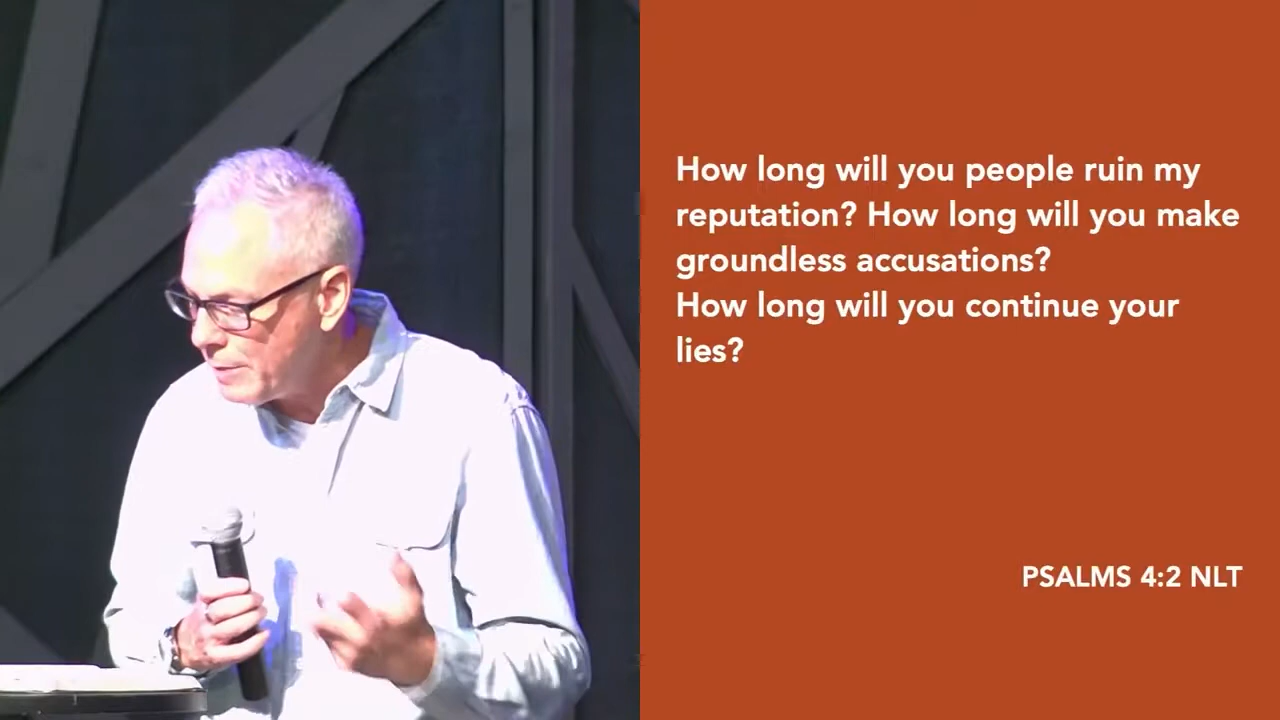 How long will you people ruin my
reputation? How long will you make
groundless accusations?
How long will you continue your
lies?
PSALMS 4:2 NLT